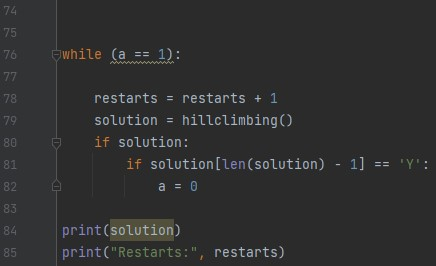 74
75
76 while (a == 1):
77
78     restarts = restarts + 1
79     solution = hillclimbing()
80     if solution:
81         if solution[len(solution) - 1] == 'Y':
82             a = 0
83
84 print(solution)
85 print("Restarts:", restarts)